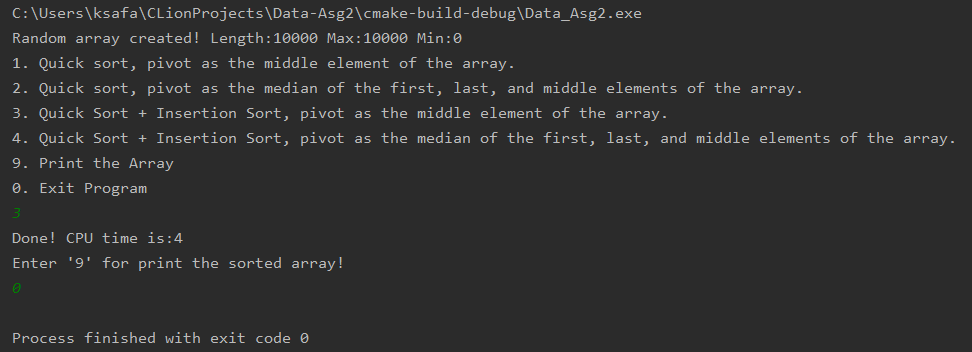 C:\Users\ksafa\CLionProjects\Data-Asg2\cmake-build-debug\Data_Asg2.exe
Random array created! Length:10000 Max:10000 Min:0
1. Quick sort, pivot as the middle element of the array.
2. Quick sort, pivot as the median of the first, last, and middle elements of the array.
3. Quick Sort + Insertion Sort, pivot as the middle element of the array.
4. Quick Sort + Insertion Sort, pivot as the median of the first, last, and middle elements of the array.
9. Print the Array
0. Exit Program
3
Done! CPU time is:4
Enter '9' for print the sorted array!
0
Process finished with exit code 0